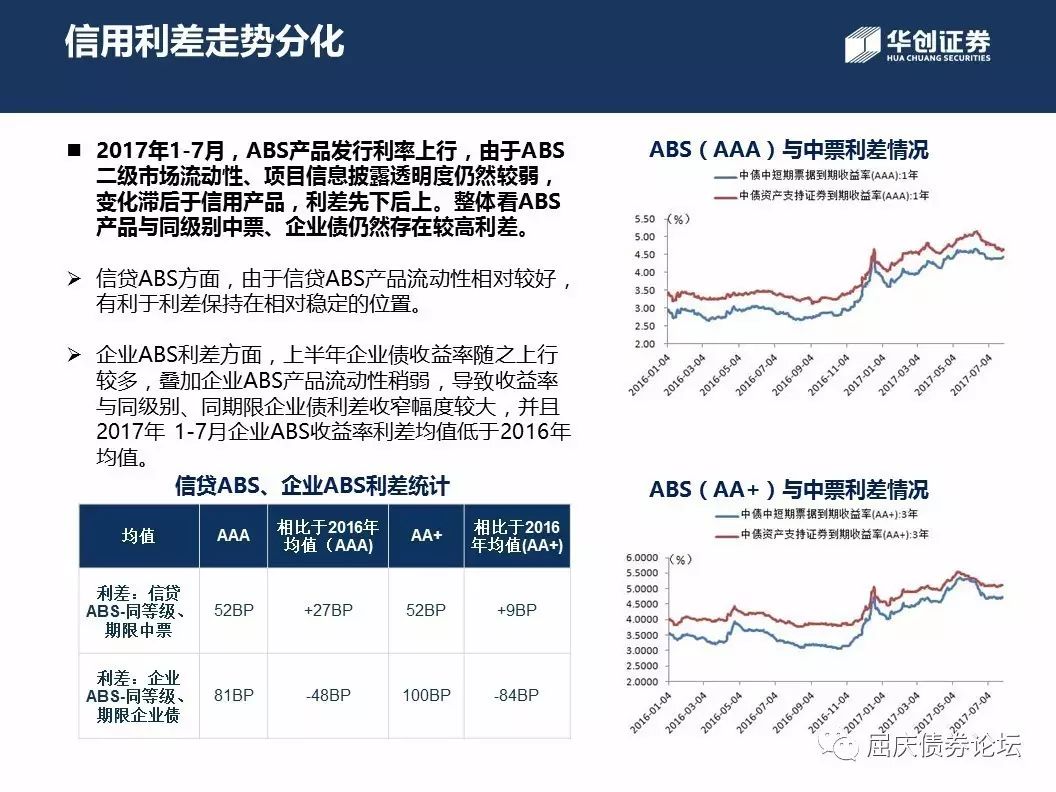 信用利差走势分化
华创证券
HUA CHUANG SECURITIES
■ 2017年1-7月，ABS产品发行利率上行，由于ABS
二级市场流动性、项目信息披露透明度仍然较弱，
变化滞后于信用产品，利差先下后上。整体看ABS
产品与同级别中票、企业债仍然存在较高利差。
➢ 信贷ABS方面，由于信贷ABS产品流动性相对较好，
有利于利差保持在相对稳定的位置。
➢ 企业ABS利差方面，上半年企业债收益率随之上行
较多，叠加企业ABS产品流动性稍弱，导致收益率
与同级别、同期限企业债利差收窄幅度较大，并且
2017年 1-7月企业ABS收益率利差均值低于2016年
均值。
信贷ABS、企业ABS利差统计
均值 AAA 相比于2016年 AA+ 相比于2016
均值（AAA) 年均值(AA+)
利差：信贷
ABS-同等级、 52BP +27BP 52BP +9BP
期限中票
利差：企业
ABS-同等级、 81BP -48BP 100BP -84BP
期限企业债
ABS（AAA）与中票利差情况
中债中短期票据到期收益率(AAA):1年
中债资产支持证券到期收益率(AAA):1年
5.50 （%）
5.00
4.50
4.00
3.50
3.00
2.50
2.00
2016-01-04 2016-03-04 2016-05-04 2016-07-04 2016-09-04 2016-11-04 2017-01-04 2017-03-04 2017-05-04 2017-07-04
ABS（AA+）与中票利差情况
中债中短期票据到期收益率(AA+):3年
中债资产支持证券到期收益率(AA+):3年
6.0000 （%）
5.5000
5.0000
4.5000
4.0000
3.5000
3.0000
2.5000
2.0000
2016-01-04 2016-03-04 2016-05-04 2016-07-04 2016-09-04 2016-11-04 2017-01-04 2017-03-04 2017-05-04 2017-07-04
屈庆债券论坛